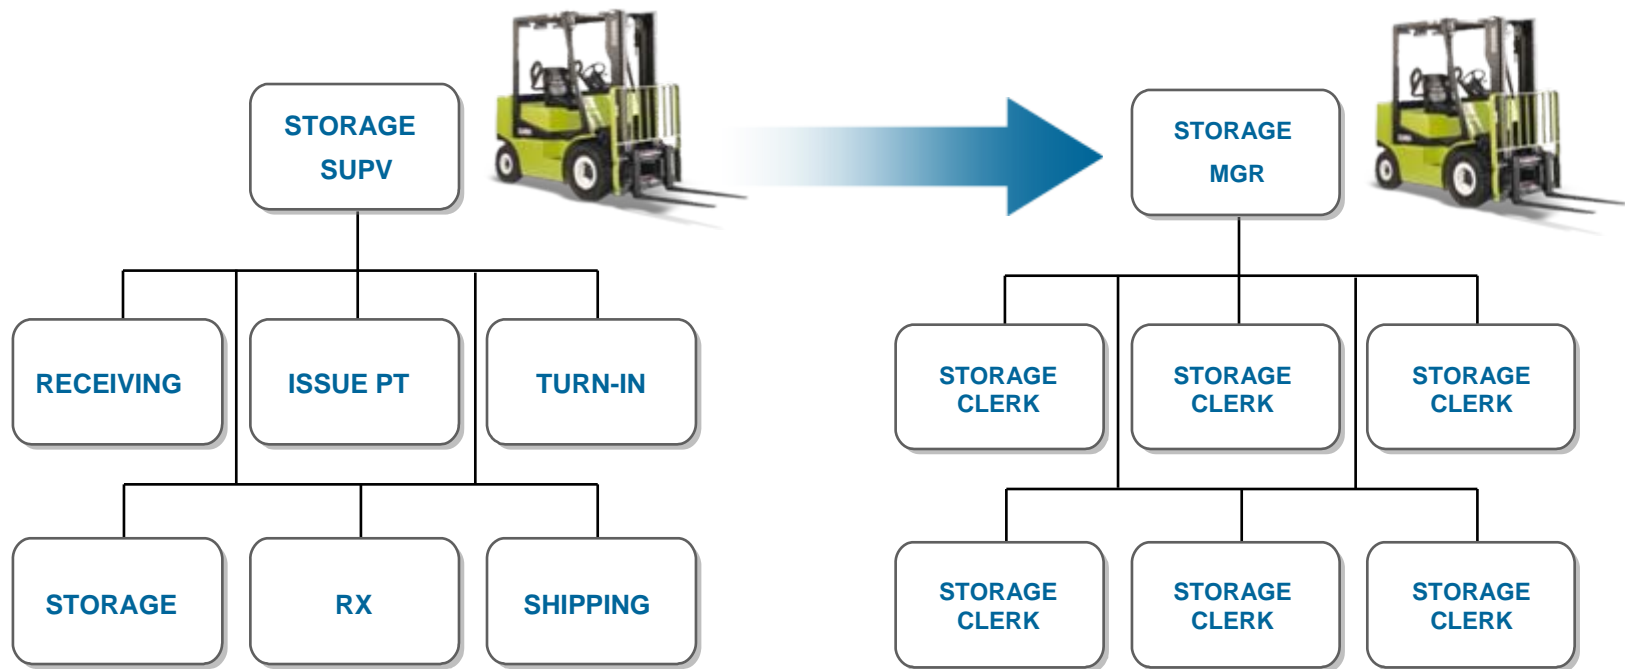 STORAGE
SUPV
RECEIVING
ISSUE PT
TURN-IN
STORAGE
RX
SHIPPING
STORAGE
MGR
STORAGE
CLERK
STORAGE
CLERK
STORAGE
CLERK
STORAGE
CLERK
STORAGE
CLERK
STORAGE
CLERK